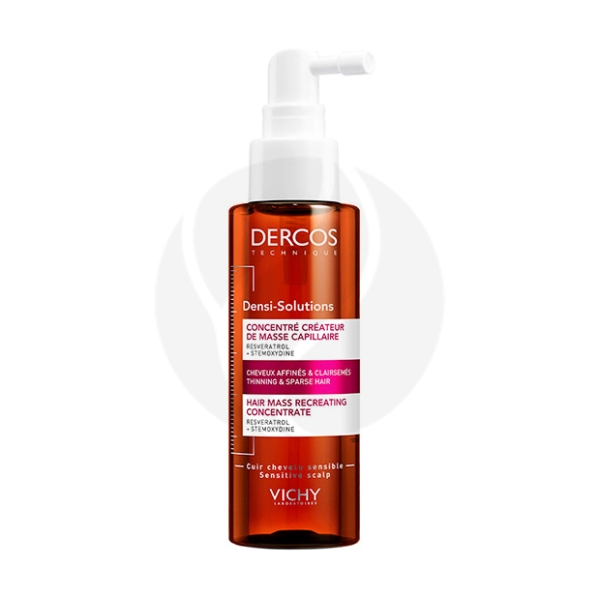 DERCOS
TECHNIQUE
Densi-Solutions
CONCENTRÉ CRÉATEUR
DE MASSE CAPILLAIRE
RESVERATROL
+ STEMOXYDINE
CHEVEUX AFFINÉS & CLAIRSEMÉS
THINNING & SPARSE HAIR
HAIR MASS RECREATING
CONCENTRATE
RESVERATROL
+ STEMOXYDINE
Cuir chevelu sensible
Sensitive scalp
VICHY
LABORATOIRES